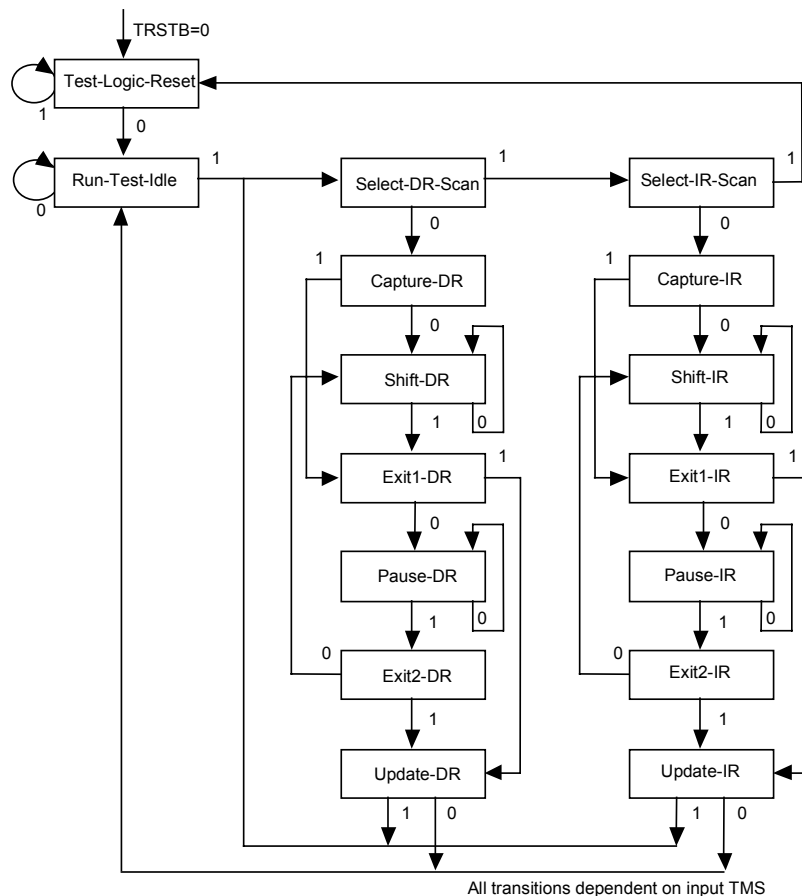 TRSTB=0
Test-Logic-Reset
1
0
Run-Test-Idle
1
0
Select-DR-Scan
1
Select-IR-Scan
1
0
0
1
Capture-DR
1
Capture-IR
0
0
Shift-DR
0
Shift-IR
0
1
1
Exit1-DR
1
Exit1-IR
1
0
0
Pause-DR
0
Pause-IR
0
1
1
0
Exit2-DR
0
Exit2-IR
1
1
Update-DR
Update-IR
1
0
1
0
All transitions dependent on input TMS